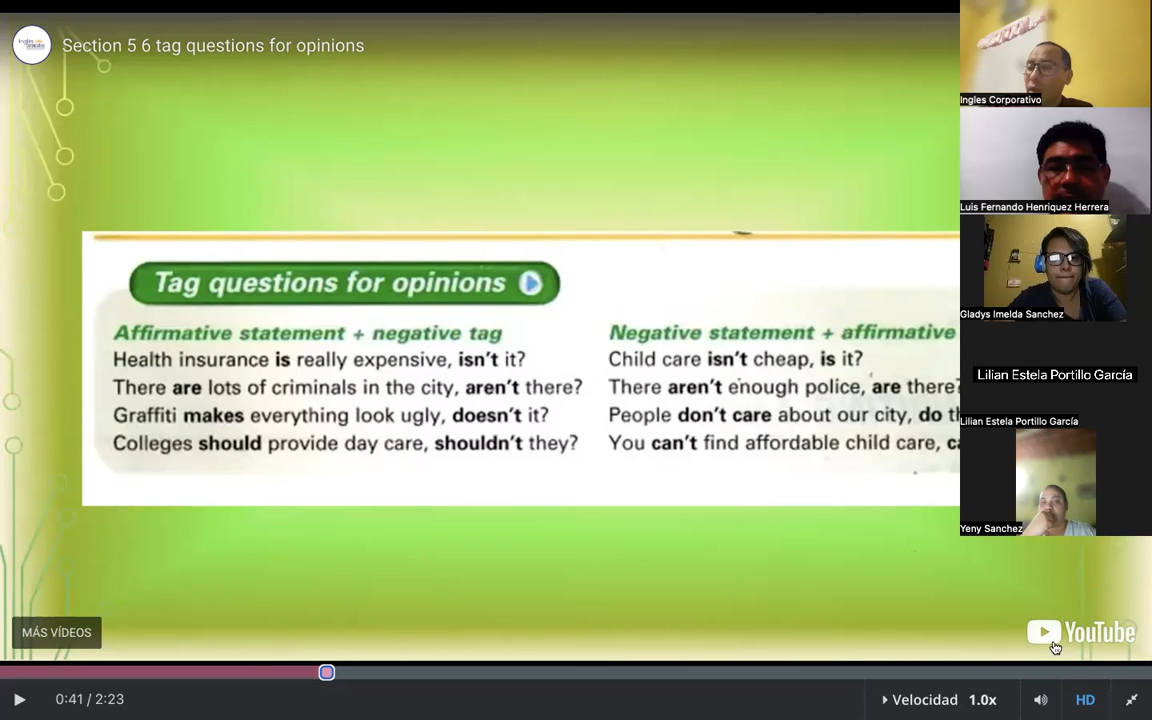 Section 5 6 tag questions for opinions
Ingles Corporativo
Luis Fernando Henriquez Herrera
Gladys Imelda Sanchez
Lilian Estela Portillo García
Lilian Estela Portillo García
Yeny Sanchez
Tag questions for opinions
Affirmative statement + negative tag
Health insurance is really expensive, isn't it?
There are lots of criminals in the city, aren't there?
Graffiti makes everything look ugly, doesn't it?
Colleges should provide day care, shouldn't they?
Negative statement + affirmative
Child care isn't cheap, is it?
There aren't enough police, are there?
People don't care about our city, do th
You can't find affordable child care, ca
MÁS VÍDEOS
YouTube
0:41 / 2:23
Velocidad 1.0x
HD